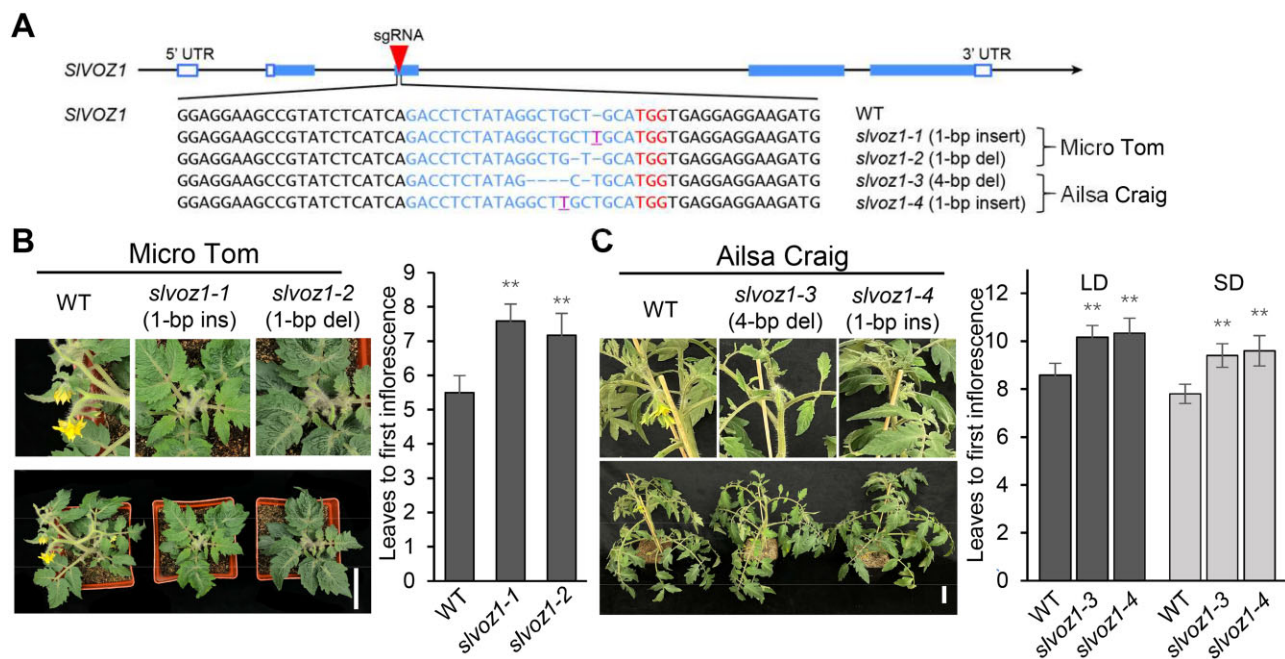 A
sgRNA
5' UTR
3' UTR
SlVOZ1
SlVOZ1 GGAGGAAGCCGTATCTCATCAGACCTCTATAGGCTGCT-GCATGGTGAGGAGGAAGATG WT
GGAGGAAGCCGTATCTCATCAGACCTCTATAGGCTGCTTGCATGGTGAGGAGGAAGATG slvoz1-1 (1-bp insert)
GGAGGAAGCCGTATCTCATCAGACCTCTATAGGCTG-T-GCATGGTGAGGAGGAAGATG slvoz1-2 (1-bp del)
Micro Tom
GGAGGAAGCCGTATCTCATCAGACCTCTATAG----C-TGCATGGTGAGGAGGAAGATG slvoz1-3 (4-bp del)
GGAGGAAGCCGTATCTCATCAGACCTCTATAGGCTTGCTGCATGGTGAGGAGGAAGATG slvoz1-4 (1-bp insert)
Ailsa Craig
B
Micro Tom
WT
slvoz1-1
(1-bp ins)
slvoz1-2
(1-bp del)
Leaves to first inflorescence
9
8
7
6
5
4
3
2
1
0
**
**
WT
slvoz1-1
slvoz1-2
C
Ailsa Craig
WT
slvoz1-3
(4-bp del)
slvoz1-4
(1-bp ins)
Leaves to first inflorescence
12
10
8
6
4
2
0
LD
SD
**
**
**
**
WT
slvoz1-3
slvoz1-4
WT
slvoz1-3
slvoz1-4